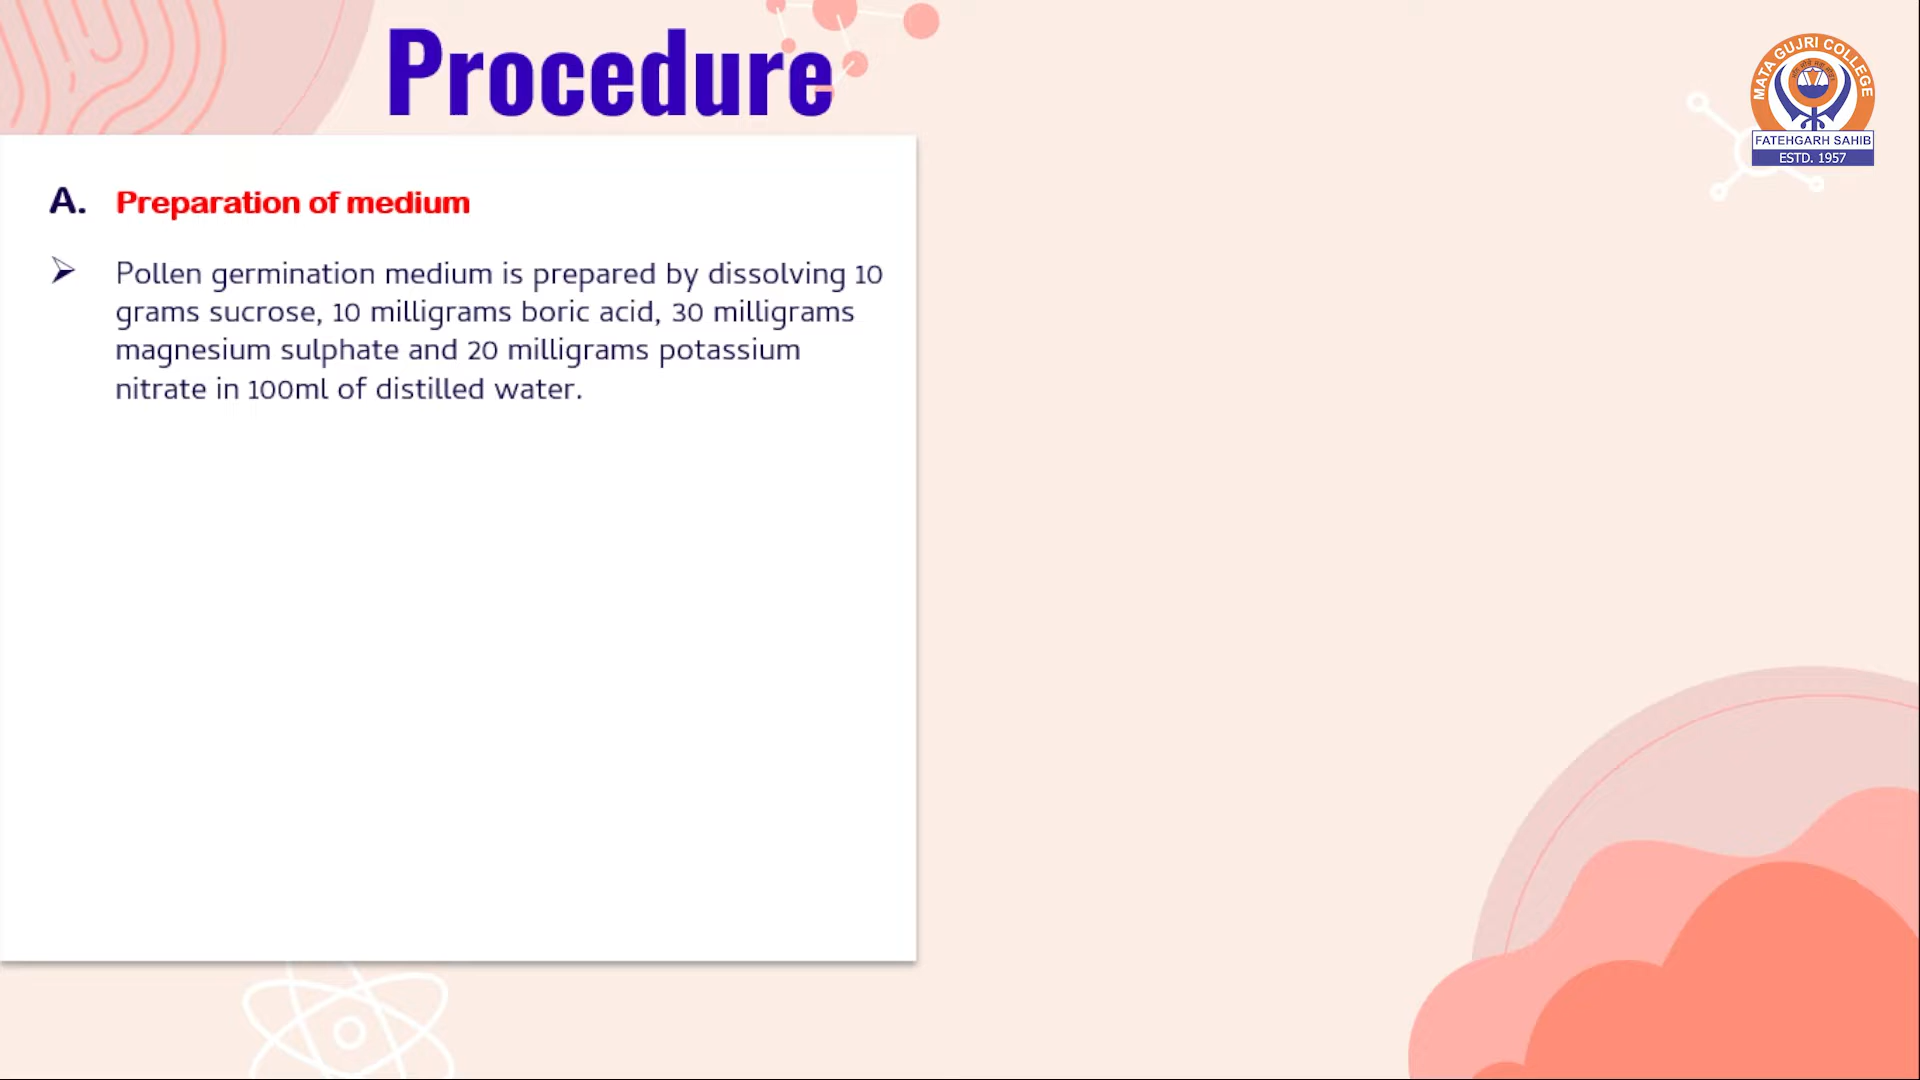 Procedure
MATA GUJRI COLLEGE
FATEHGARH SAHIB
ESTD. 1957
A. Preparation of medium
➢ Pollen germination medium is prepared by dissolving 10
grams sucrose, 10 milligrams boric acid, 30 milligrams
magnesium sulphate and 20 milligrams potassium
nitrate in 100ml of distilled water.